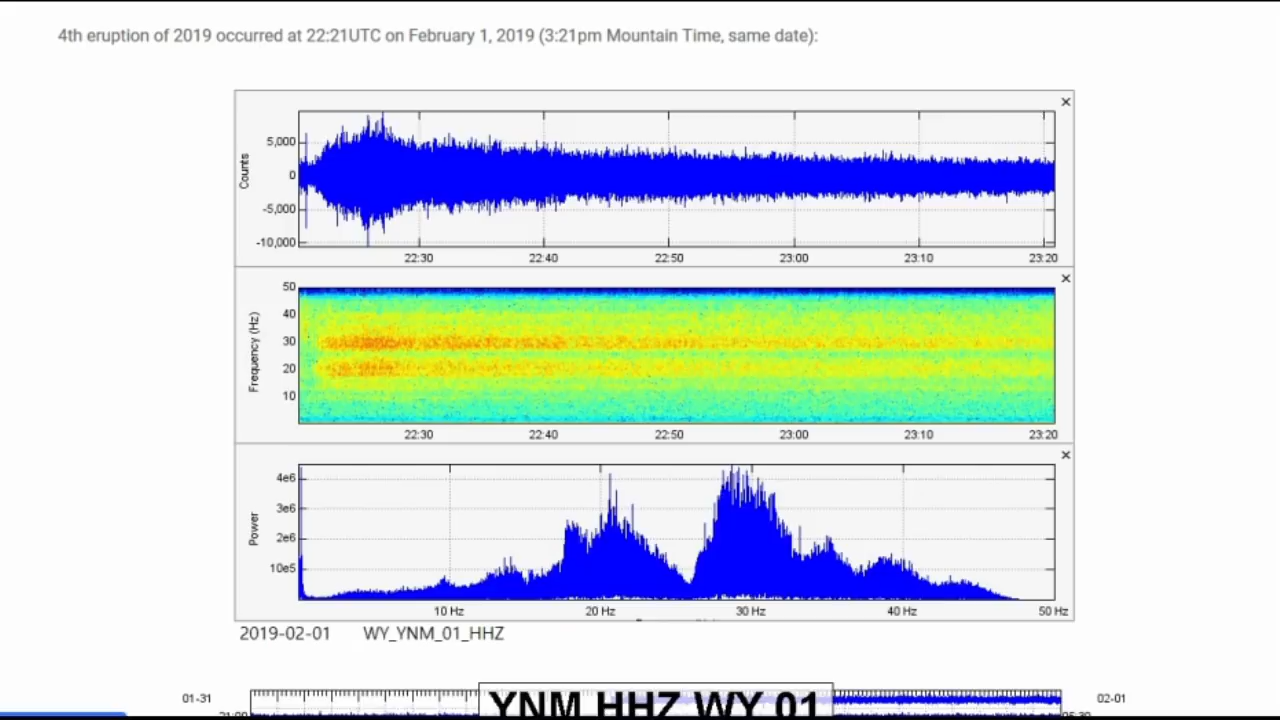 4th eruption of 2019 occurred at 22:21UTC on February 1, 2019 (3:21pm Mountain Time, same date):
×
5,000
0
-5,000
-10,000
Counts
22:30 22:40 22:50 23:00 23:10 23:20
×
50
40
30
20
10
Frequency (Hz)
22:30 22:40 22:50 23:00 23:10 23:20
×
4e6
3e6
2e6
10e5
Power
10 Hz 20 Hz 30 Hz 40 Hz 50 Hz
2019-02-01 WY_YNM_01_HHZ
01-31 YNM HHZ WY 01 02-01